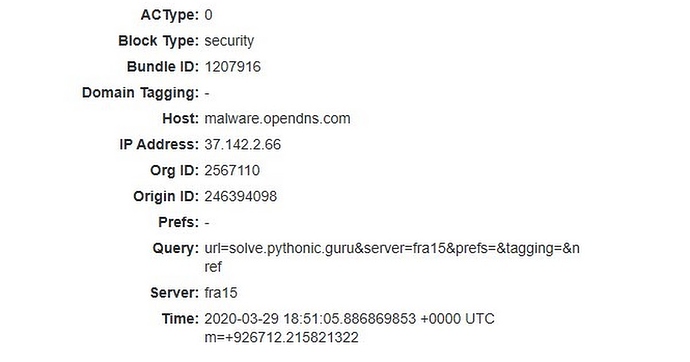 ACType: 0
Block Type: security
Bundle ID: 1207916
Domain Tagging: -
Host: malware.opendns.com
IP Address: 37.142.2.66
Org ID: 2567110
Origin ID: 246394098
Prefs: -
Query: url=solve.pythonic.guru&server=fra15&prefs=&tagging=&n
ref
Server: fra15
Time: 2020-03-29 18:51:05.886869853 +0000 UTC
m=+926712.215821322